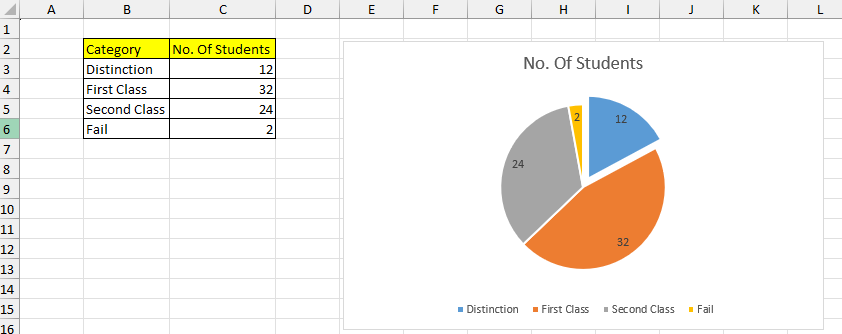 A B C D E F G H I J K L
1
2 Category No. Of Students
3 Distinction 12
4 First Class 32
5 Second Class 24
6 Fail 2
7
8
9
10
11
12
13
14
15
16
No. Of Students
2 12
24
32
Distinction First Class Second Class Fail